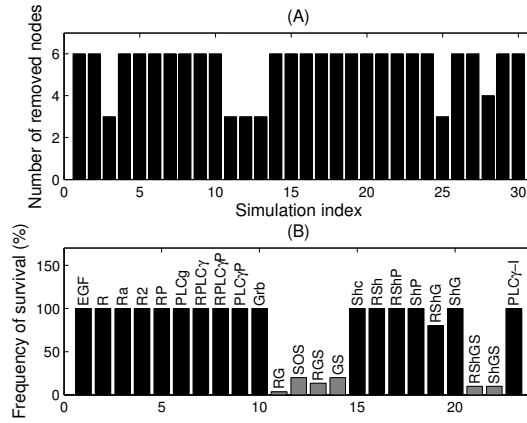 (A)
Number of removed nodes
6
4
2
0
0 5 10 15 20 25 30
Simulation index
(B)
Frequency of survival (%)
150
100
50
0
EGF
R
Ra
R2
RP
PLCg
RPLCγ
RPLCγP
PLCγP
Grb
RG
SOS
RGS
GS
Shc
RSh
RShP
ShP
RShG
ShG
RShGS
ShGS
PLCγ-I
0 5 10 15 20